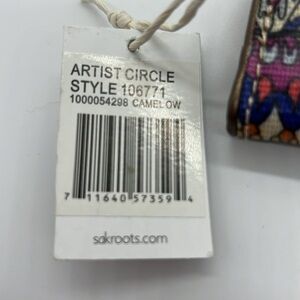 ARTIST CIRCLE
STYLE 106771
1000054298 CAMELOW
7 11640 57359 4
sakroots.com